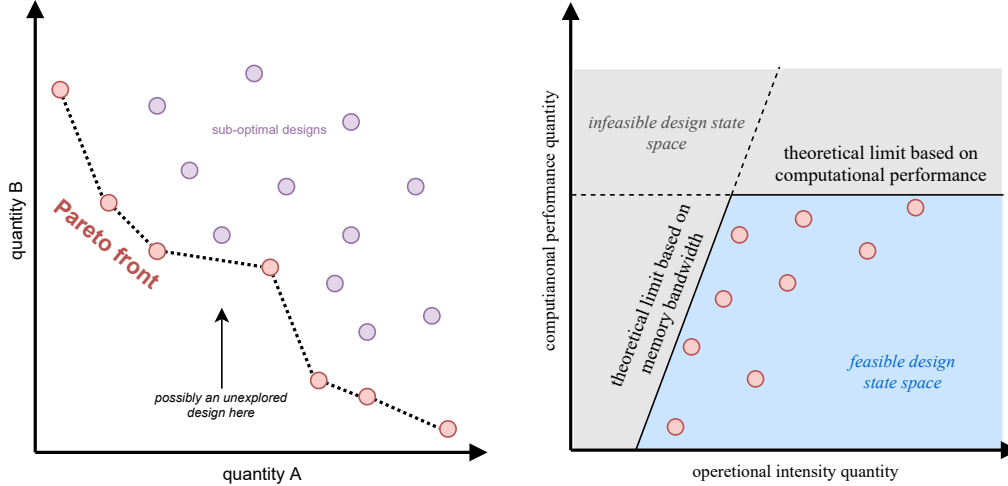 quantity B
sub-optimal designs
Pareto front
possibly an unexplored
design here
quantity A
computianonal performance quantity
infeasible design state
space
theoretical limit based on
computational performance
theoretical limit based on
memory bandwidth
feasible design
state space
operetional intensity quantity